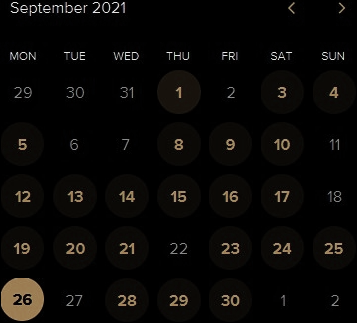 September 2021
MON TUE WED THU FRI SAT SUN
29 30 31 1 2 3 4
5 6 7 8 9 10 11
12 13 14 15 16 17 18
19 20 21 22 23 24 25
26 27 28 29 30 1 2